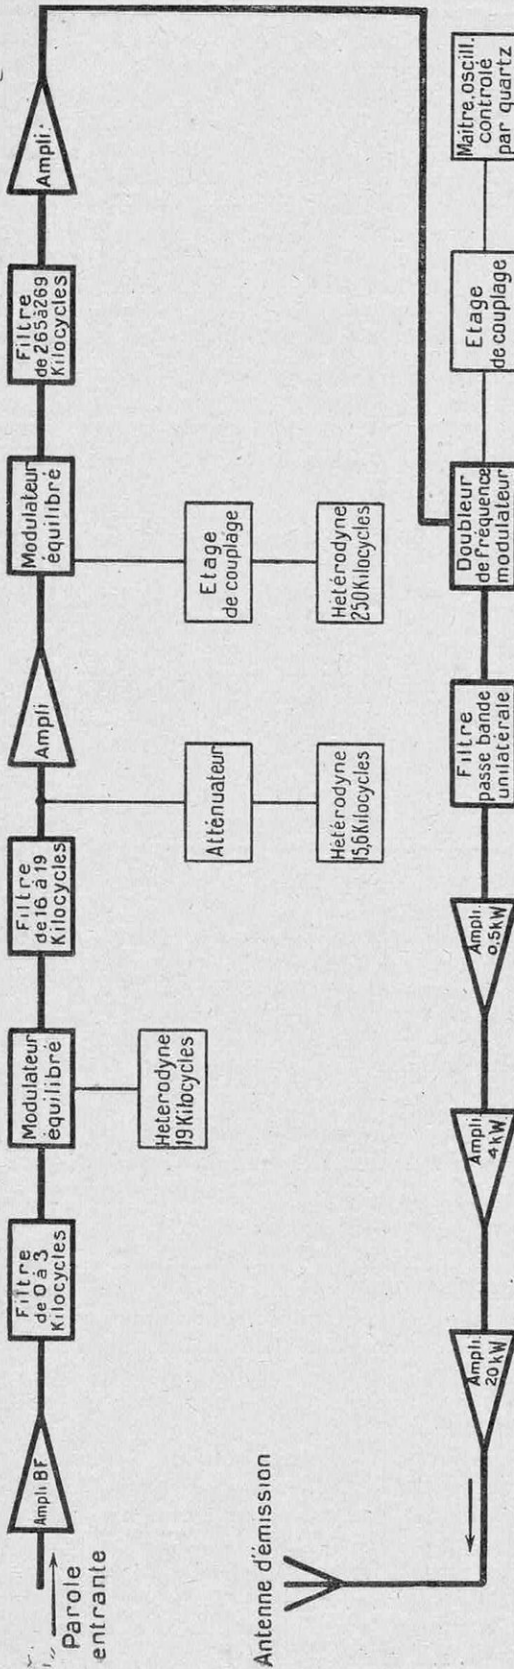 Parole
entrante
Ampli BF
Filtre
de 0 à 3
Kilocycles
Modulateur
équilibré
Hétérodyne
19 Kilocycles
Filtre
de 16 à 19
Kilocycles
Atténuateur
Hétérodyne
15,6 Kilocycles
Ampli
Modulateur
équilibré
Etage
de couplage
Hétérodyne
250 Kilocycles
Filtre
de 265 à 269
Kilocycles
Ampli.
Maitre. oscill.
controlé
par quartz
Etage
de couplage
Doubleur
de fréquence
modulateur
Filtre
passe bande
unilatérale
Ampli.
0,5 kW
Ampli
4 kW.
Ampli.
20 kW
Antenne d'émission